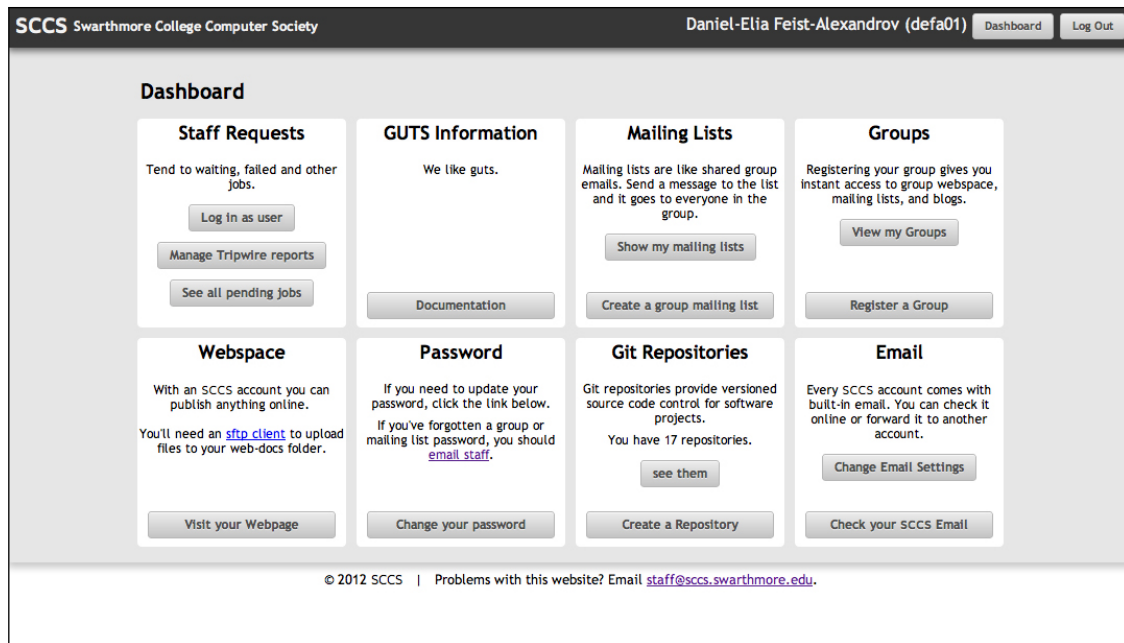 SCCS Swarthmore College Computer Society
Daniel-Elia Feist-Alexandrov (defa01) Dashboard Log Out
Dashboard
Staff Requests
Tend to waiting, failed and other
jobs.
Log in as user
Manage Tripwire reports
See all pending jobs
GUTS Information
We like guts.
Documentation
Mailing Lists
Mailing lists are like shared group
emails. Send a message to the list
and it goes to everyone in the
group.
Show my mailing lists
Create a group mailing list
Groups
Registering your group gives you
instant access to group webspace,
mailing lists, and blogs.
View my Groups
Register a Group
Webspace
With an SCCS account you can
publish anything online.
You'll need an sftp client to upload
files to your web-docs folder.
Visit your Webpage
Password
If you need to update your
password, click the link below.
If you've forgotten a group or
mailing list password, you should
email staff.
Change your password
Git Repositories
Git repositories provide versioned
source code control for software
projects.
You have 17 repositories.
see them
Create a Repository
Email
Every SCCS account comes with
built-in email. You can check it
online or forward it to another
account.
Change Email Settings
Check your SCCS Email
© 2012 SCCS | Problems with this website? Email staff@sccs.swarthmore.edu.